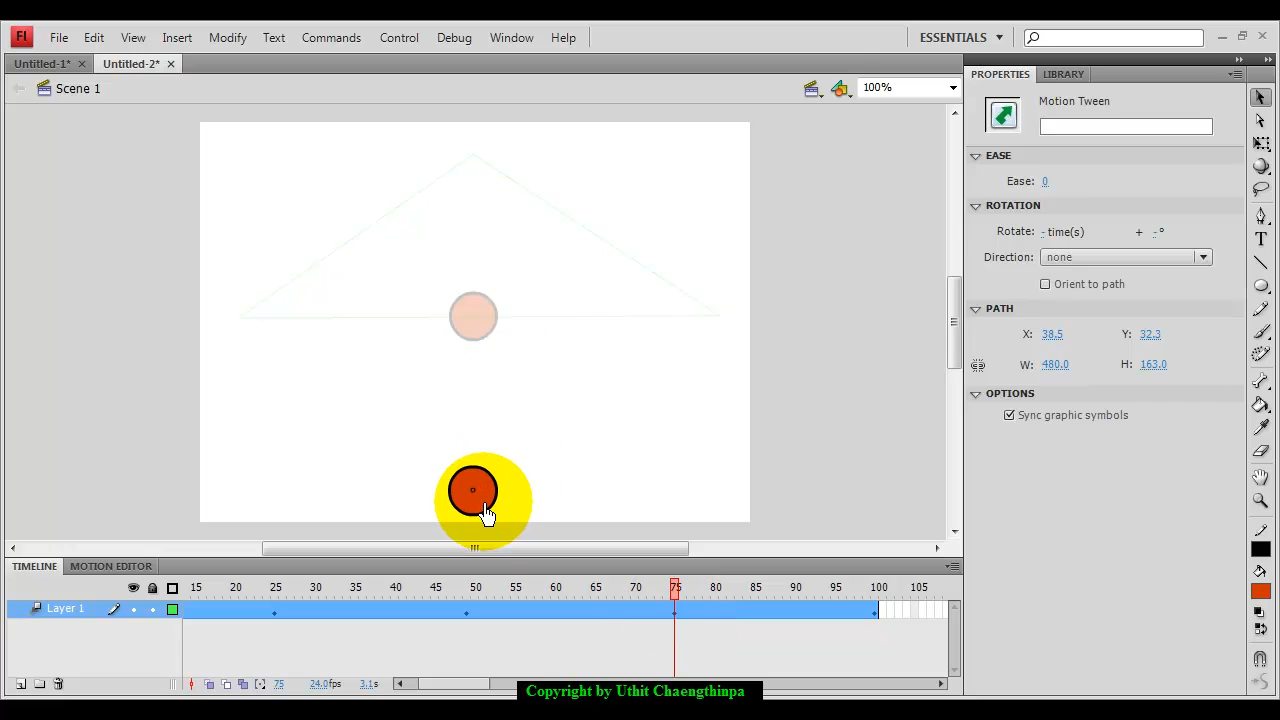 Fl File Edit View Insert Modify Text Commands Control Debug Window Help ESSENTIALS
Untitled-1* Untitled-2*
Scene 1 100%
PROPERTIES LIBRARY
Motion Tween
EASE
Ease: 0
ROTATION
Rotate: - time(s) + -°
Direction: none
Orient to path
PATH
X: 38.5 Y: 32.3
W: 480.0 H: 163.0
OPTIONS
Sync graphic symbols
TIMELINE MOTION EDITOR
15 20 25 30 35 40 45 50 55 60 65 70 75 80 85 90 95 100 105
Layer 1
75 24.0fps 3.1s
Copyright by Uthit Chaengthinpa